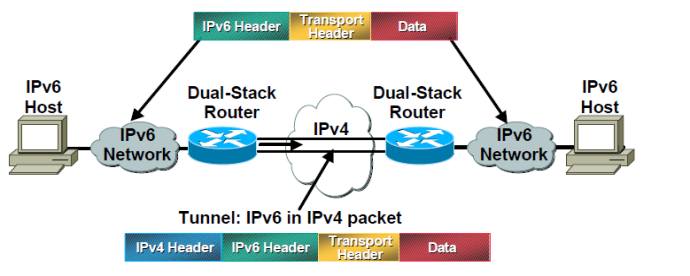 IPv6 Header
Transport
Header
Data
IPv6
Host
Dual-Stack
Router
Dual-Stack
Router
IPv6
Host
IPv6
Network
IPv4
IPv6
Network
Tunnel: IPv6 in IPv4 packet
IPv4 Header
IPv6 Header
Transport
Header
Data